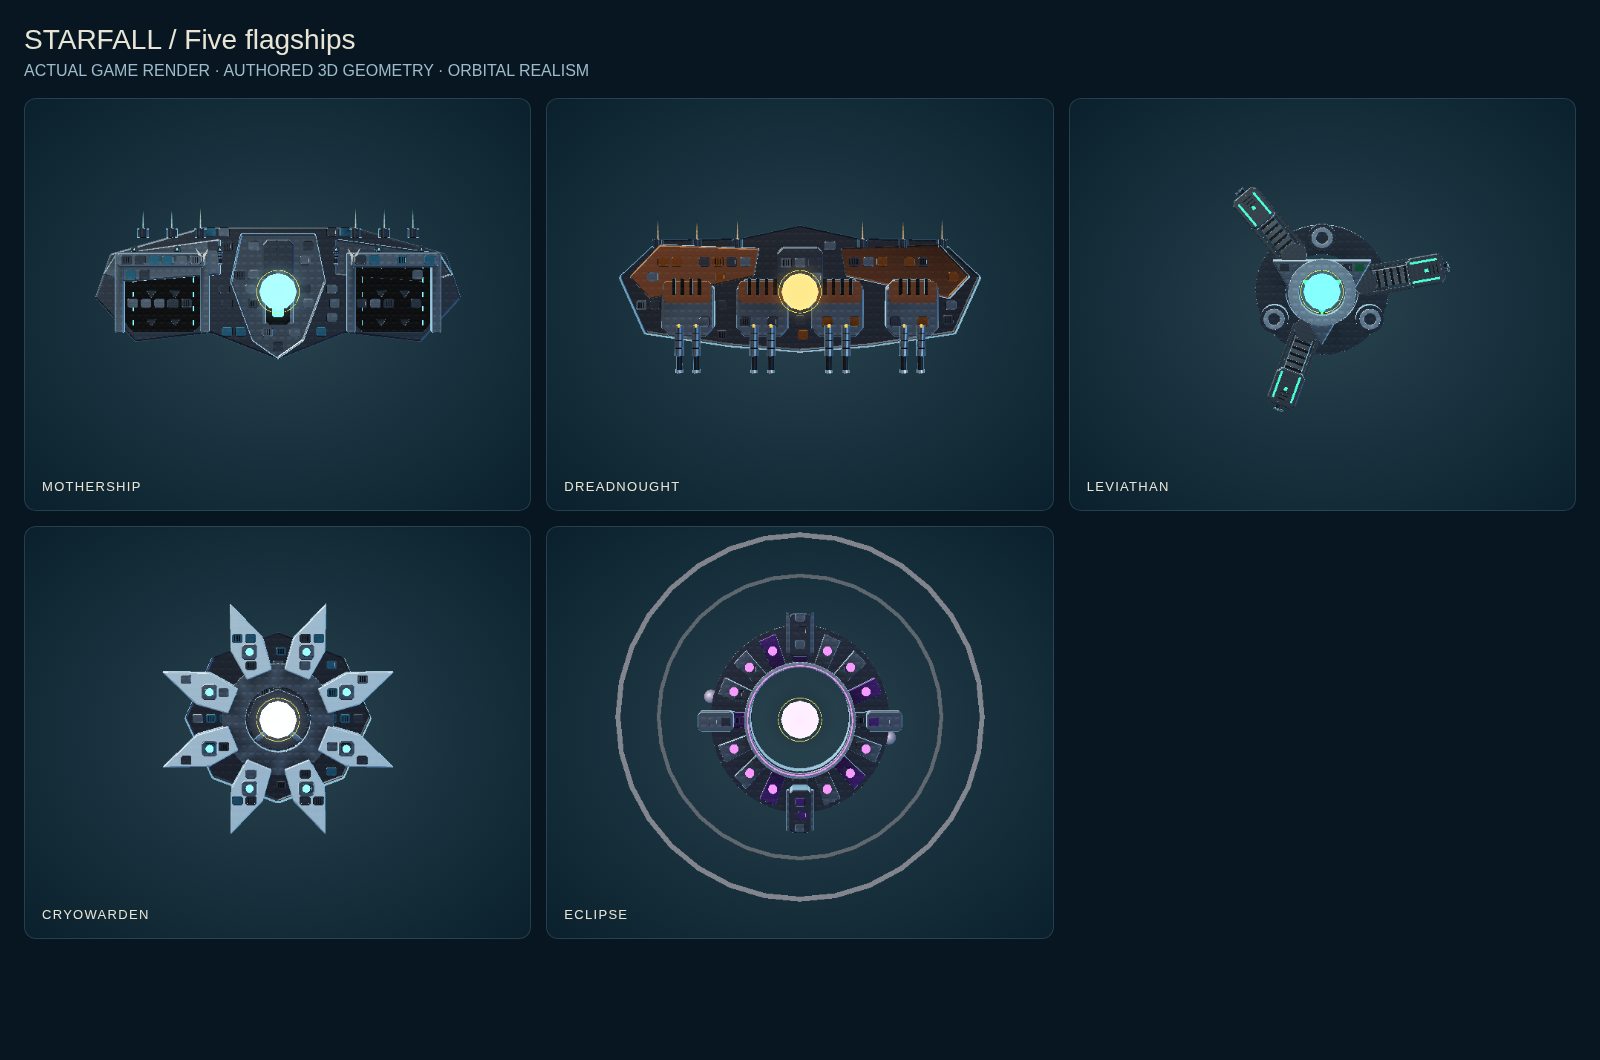 STARFALL / Five flagships
ACTUAL GAME RENDER · AUTHORED 3D GEOMETRY · ORBITAL REALISM
MOTHERSHIP
DREADNOUGHT
LEVIATHAN
CRYOWARDEN
ECLIPSE